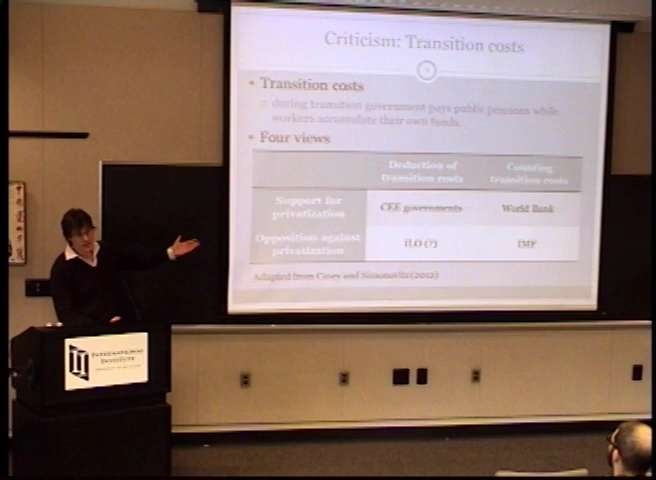 Criticism: Transition costs
Transition costs
during transition government pays public pensions while
workers accumulate their own funds.
Four views
Deduction of transition costs
Counting transition costs
Support for privatization
CEE governments
World Bank
Opposition against privatization
ILO (?)
IMF
Adapted from Casey and Simonovits (2012)
INTERNATIONAL
INSTITUTE